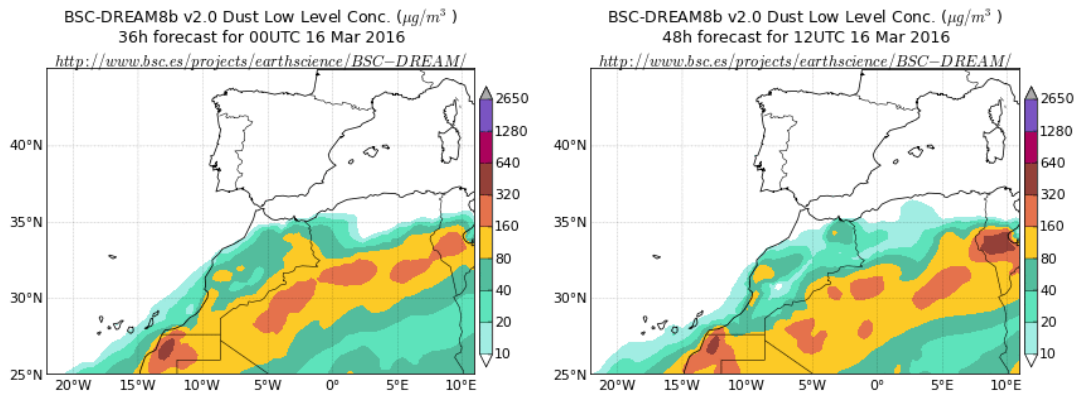 BSC-DREAM8b v2.0 Dust Low Level Conc. (μg/m³ )
36h forecast for 00UTC 16 Mar 2016
http://www.bsc.es/projects/earthscience/BSC−DREAM/
2650
1280
640
320
160
80
40
20
10
40°N
35°N
30°N
25°N
20°W
15°W
10°W
5°W
0°
5°E
10°E
BSC-DREAM8b v2.0 Dust Low Level Conc. (μg/m³ )
48h forecast for 12UTC 16 Mar 2016
http://www.bsc.es/projects/earthscience/BSC−DREAM/
2650
1280
640
320
160
80
40
20
10
40°N
35°N
30°N
25°N
20°W
15°W
10°W
5°W
0°
5°E
10°E